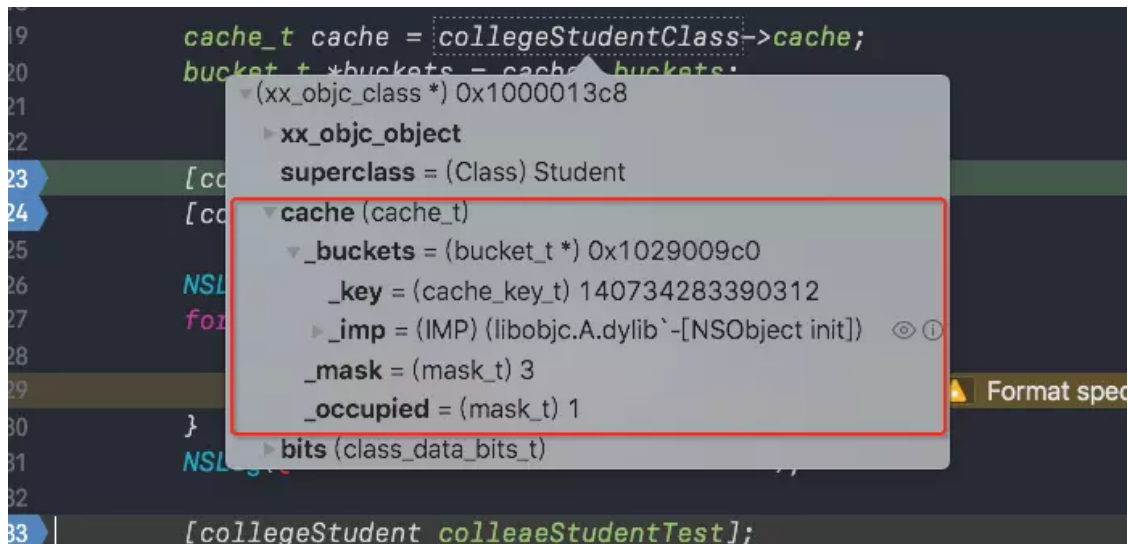 19 cache_t cache = collegeStudentClass->cache;
20
(xx_objc_class *) 0x1000013c8
21
xx_objc_object
22
superclass = (Class) Student
23 [co
cache (cache_t)
24 [co
_buckets = (bucket_t *) 0x1029009c0
25
_key = (cache_key_t) 140734283390312
26 NSL
_imp = (IMP) (libobjc.A.dylib`-[NSObject init])
27 for
28
_mask = (mask_t) 3
29 Format spec
_occupied = (mask_t) 1
30 }
bits (class_data_bits_t)
31 NSL
32
33 [collegeStudent colleaeStudentTest];